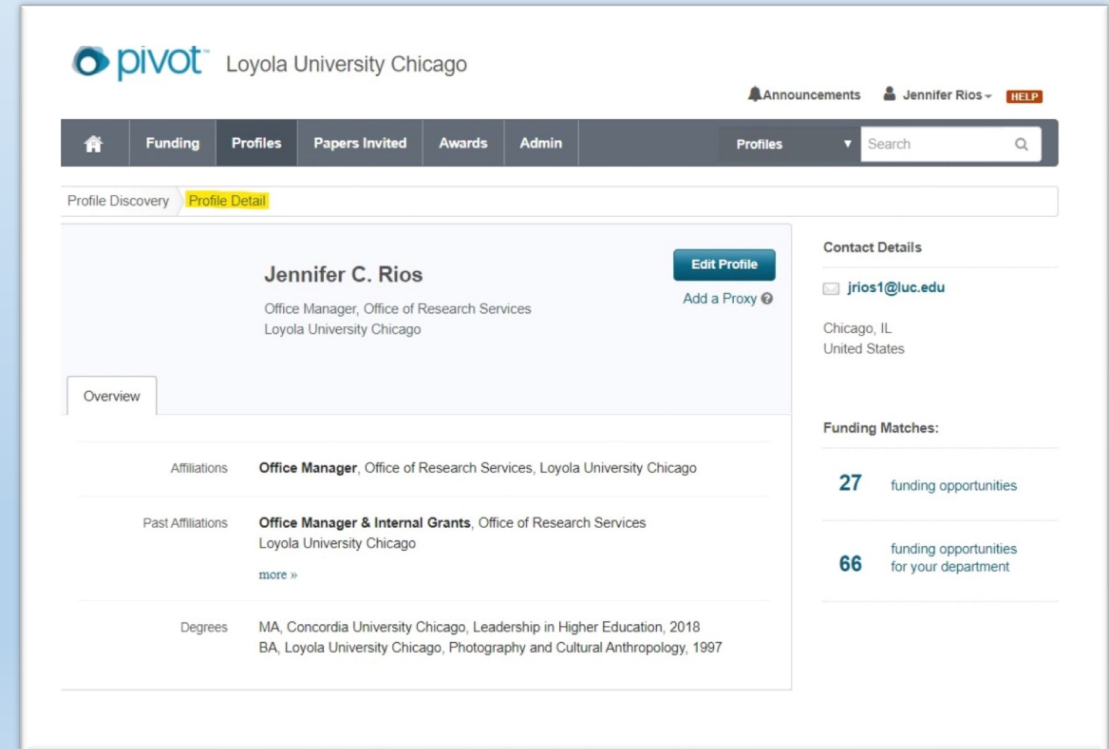 pivot™ Loyola University Chicago
Announcements Jennifer Rios HELP
Funding Profiles Papers Invited Awards Admin Profiles Search
Profile Discovery Profile Detail
Jennifer C. Rios
Office Manager, Office of Research Services
Loyola University Chicago
Edit Profile
Add a Proxy ?
Overview
Affiliations Office Manager, Office of Research Services, Loyola University Chicago
Past Affiliations Office Manager & Internal Grants, Office of Research Services
Loyola University Chicago
more »
Degrees MA, Concordia University Chicago, Leadership in Higher Education, 2018
BA, Loyola University Chicago, Photography and Cultural Anthropology, 1997
Contact Details
jrios1@luc.edu
Chicago, IL
United States
Funding Matches:
27 funding opportunities
66 funding opportunities
for your department